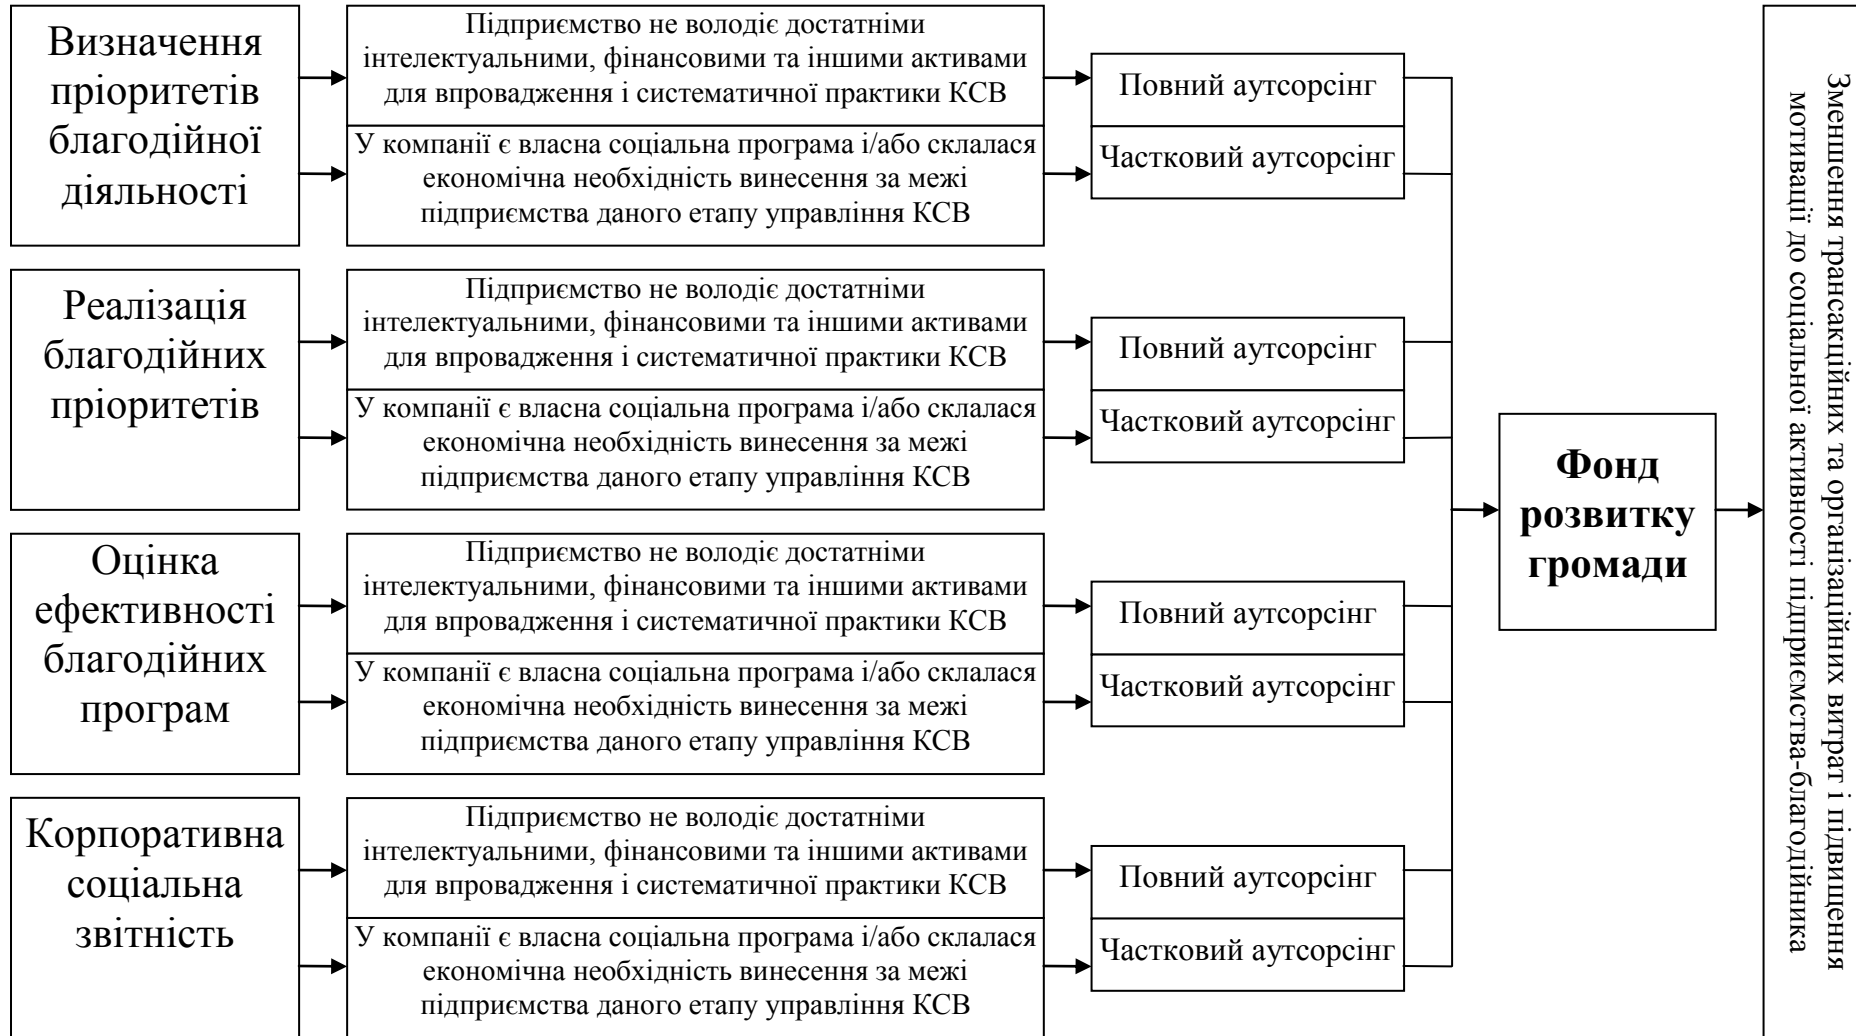 Визначення
пріоритетів
благодійної
діяльності
Підприємство не володіє достатніми
інтелектуальними, фінансовими та іншими активами
для впровадження і систематичної практики КСВ
У компанії є власна соціальна програма і/або склалася
економічна необхідність винесення за межі
підприємства даного етапу управління КСВ
Повний аутсорсінг
Частковий аутсорсінг
Реалізація
благодійних
пріоритетів
Підприємство не володіє достатніми
інтелектуальними, фінансовими та іншими активами
для впровадження і систематичної практики КСВ
У компанії є власна соціальна програма і/або склалася
економічна необхідність винесення за межі
підприємства даного етапу управління КСВ
Повний аутсорсінг
Частковий аутсорсінг
Оцінка
ефективності
благодійних
програм
Підприємство не володіє достатніми
інтелектуальними, фінансовими та іншими активами
для впровадження і систематичної практики КСВ
У компанії є власна соціальна програма і/або склалася
економічна необхідність винесення за межі
підприємства даного етапу управління КСВ
Повний аутсорсінг
Частковий аутсорсінг
Корпоративна
соціальна
звітність
Підприємство не володіє достатніми
інтелектуальними, фінансовими та іншими активами
для впровадження і систематичної практики КСВ
У компанії є власна соціальна програма і/або склалася
економічна необхідність винесення за межі
підприємства даного етапу управління КСВ
Повний аутсорсінг
Частковий аутсорсінг
Фонд
розвитку
громади
Зменшення трансакційних та організаційних витрат і підвищення
мотивації до соціальної активності підприємства-благодійника